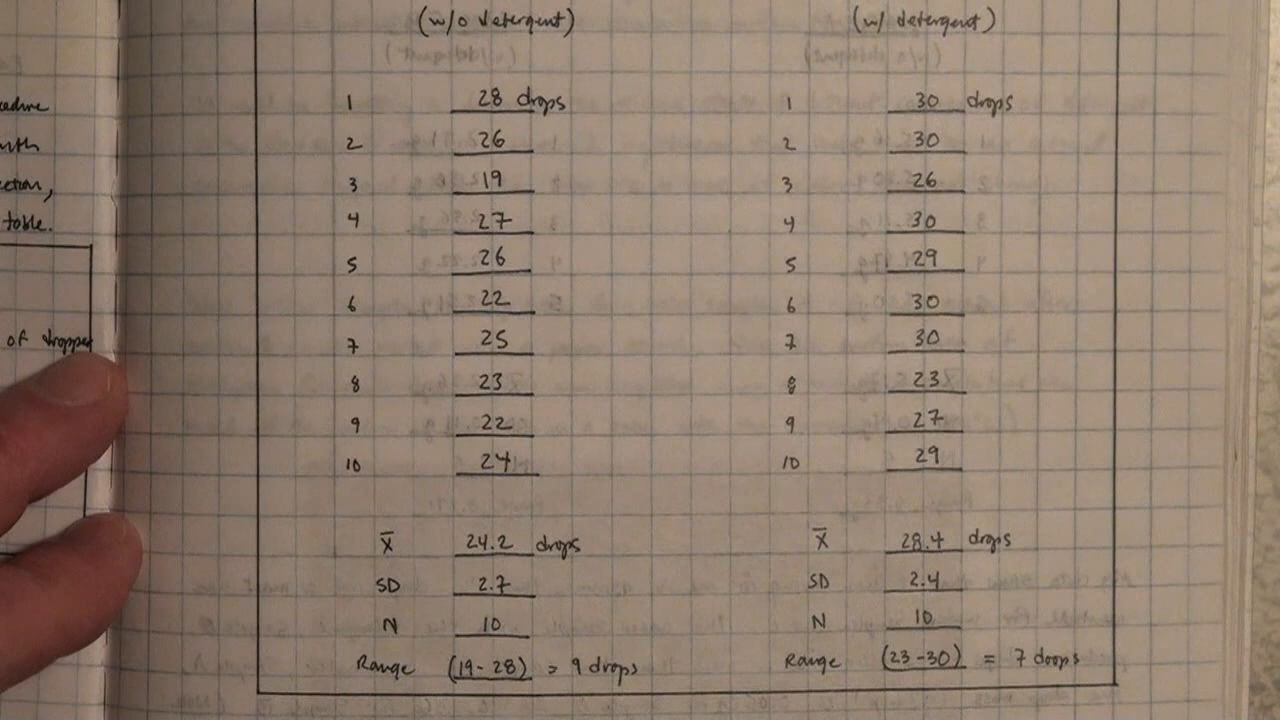 (w/o detergent) (w/ detergent)
1 28 drops 1 30 drops
cedure
2 26 2 30
3 19 3 26
4 27 4 30
table.
5 26 5 29
6 22 6 30
7 25 7 30
of dropper
8 23 8 23
9 22 9 27
10 24 10 29
X̄ 24.2 drops X̄ 28.4 drops
SD 2.7 SD 2.4
N 10 N 10
Range (19-28) = 9 drops Range (23-30) = 7 drops